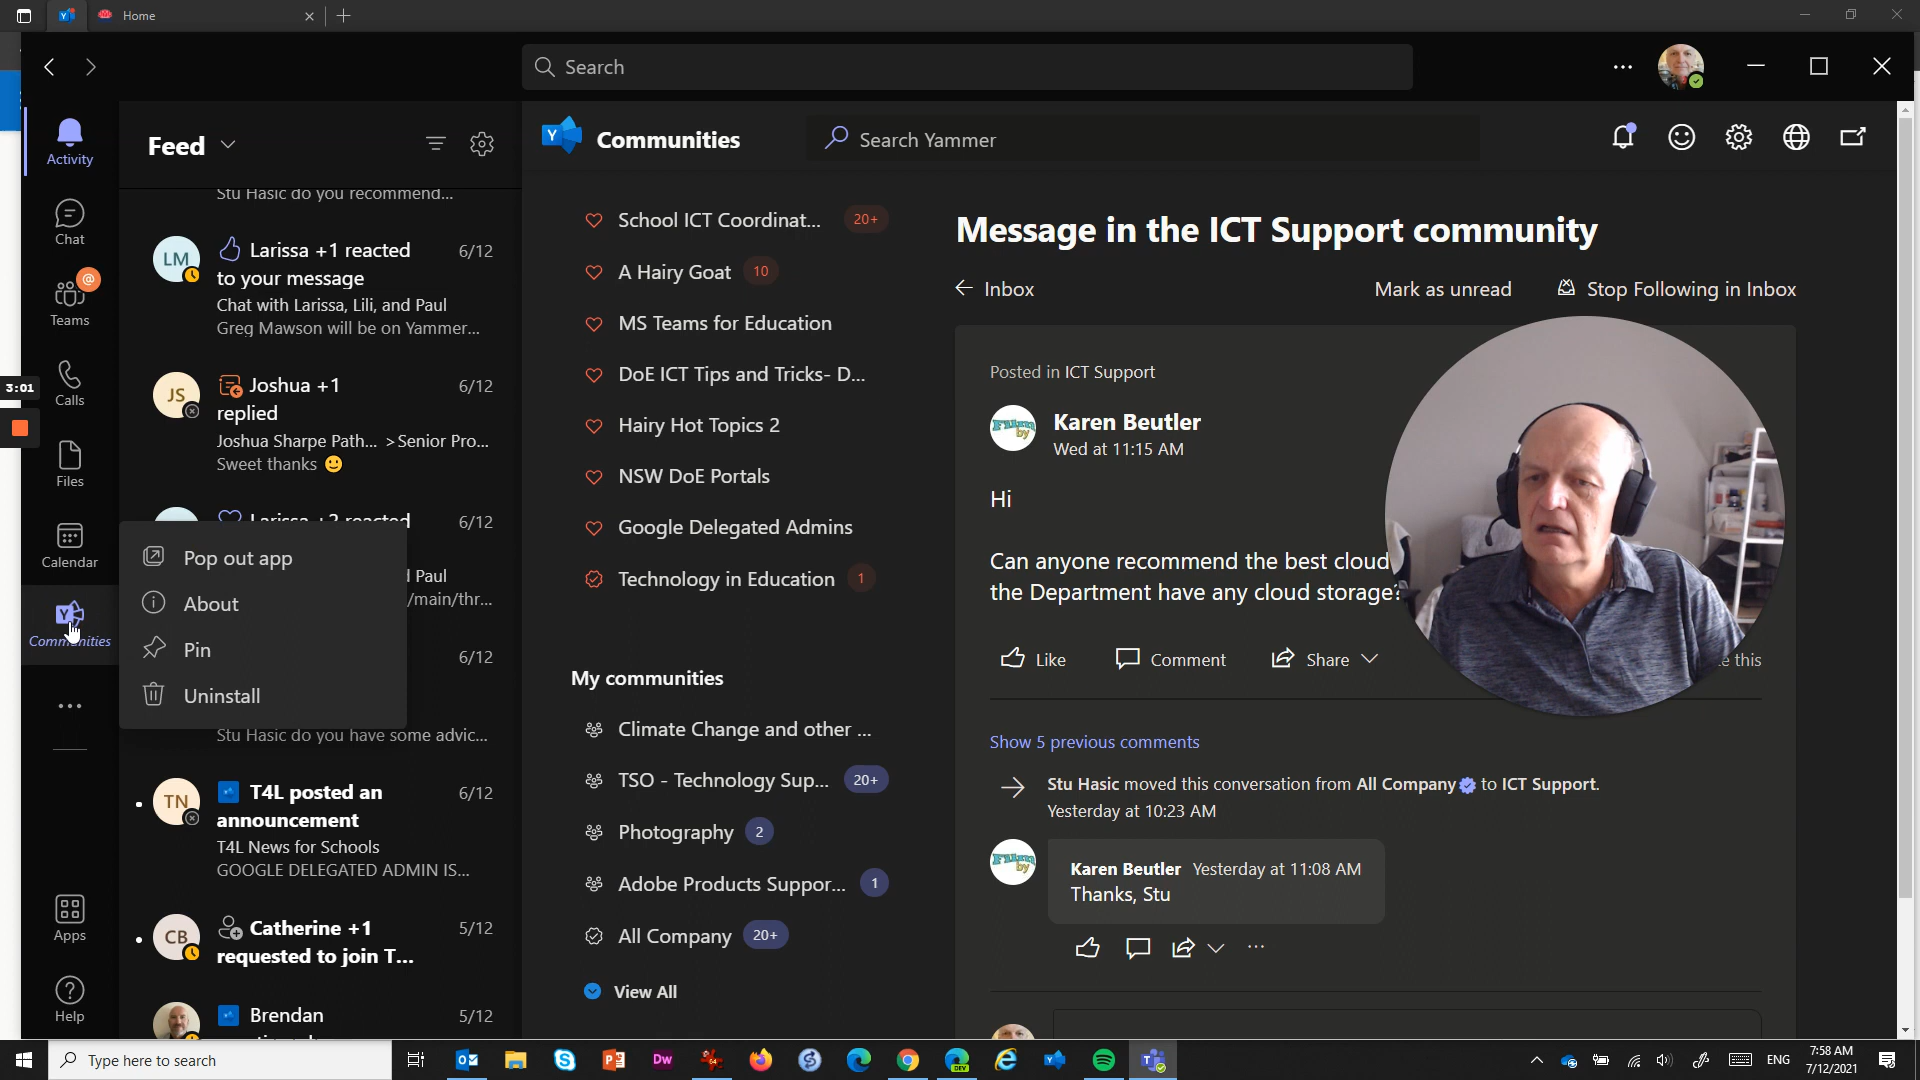 Home
Search
Activity
Chat
Teams
Calls
Files
Calendar
Communities
Apps
Help
3:01
Feed
Stu Hasic do you recommend...
LM
Larissa +1 reacted
to your message
6/12
Chat with Larissa, Lili, and Paul
Greg Mawson will be on Yammer...
JS
Joshua +1
replied
6/12
Joshua Sharpe Path... >Senior Pro...
Sweet thanks
Larissa +2 reacted
6/12
Paul
/main/thr...
Pop out app
About
Pin
Uninstall
6/12
Stu Hasic do you have some advic...
TN
T4L posted an
announcement
6/12
T4L News for Schools
GOOGLE DELEGATED ADMIN IS...
CB
Catherine +1
requested to join T...
5/12
Brendan
5/12
Communities
Search Yammer
School ICT Coordinat... 20+
A Hairy Goat 10
MS Teams for Education
DoE ICT Tips and Tricks- D...
Hairy Hot Topics 2
NSW DoE Portals
Google Delegated Admins
Technology in Education 1
My communities
Climate Change and other ...
TSO - Technology Sup... 20+
Photography 2
Adobe Products Suppor... 1
All Company 20+
View All
Message in the ICT Support community
Inbox
Mark as unread
Stop Following in Inbox
Posted in ICT Support
Karen Beutler
Wed at 11:15 AM
Hi
Can anyone recommend the best cloud
the Department have any cloud storage?
Like
Comment
Share
this
Show 5 previous comments
Stu Hasic moved this conversation from All Company to ICT Support.
Yesterday at 10:23 AM
Karen Beutler Yesterday at 11:08 AM
Thanks, Stu
Type here to search
ENG
7:58 AM
7/12/2021